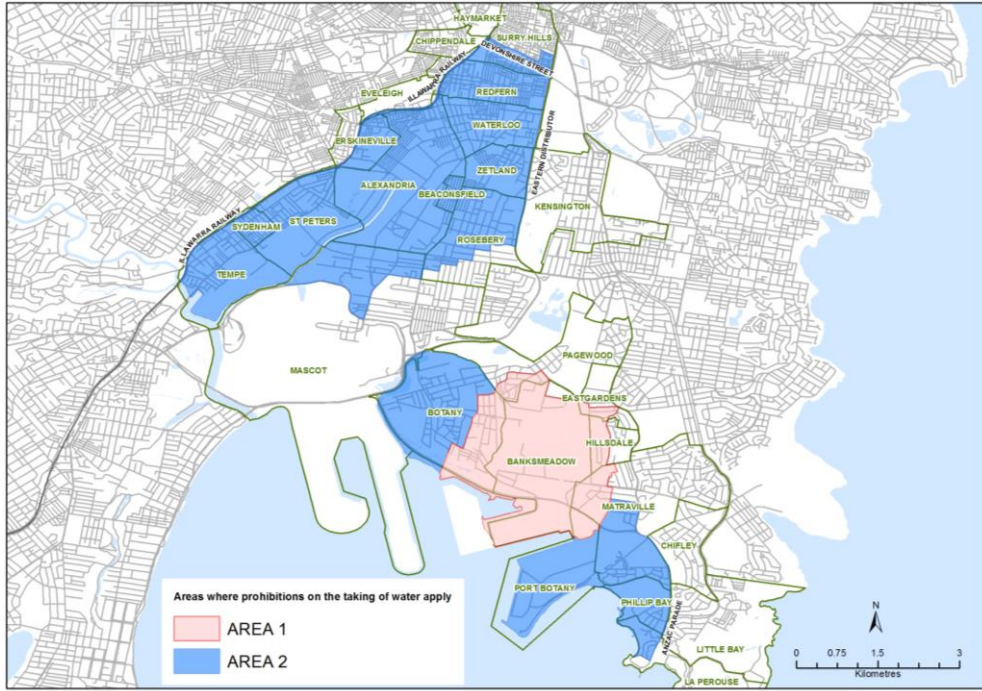 HAYMARKET
SURRY HILLS
CHIPPENDALE
DEVONSHIRE STREET
ILLAWARRA RAILWAY
EVELEIGH
REDFERN
WATERLOO
ERSKINEVILLE
ZETLAND
EASTERN DISTRIBUTOR
ALEXANDRIA
BEACONSFIELD
KENSINGTON
ILLAWARRA RAILWAY
ST PETERS
SYDENHAM
ROSEBERY
TEMPE
PAGEWOOD
MASCOT
EASTGARDENS
BOTANY
HILLSDALE
BANKSMEADOW
MATRAVILLE
CHIFLEY
PORT BOTANY
PHILLIP BAY
ANZAC PARADE
LITTLE BAY
LA PEROUSE
Areas where prohibitions on the taking of water apply
AREA 1
AREA 2
N
0 0.75 1.5 3
Kilometres